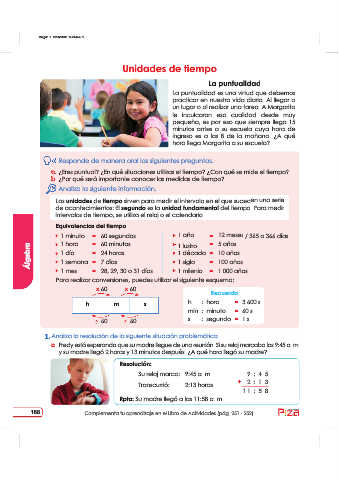 Unidades de tiempo
La puntualidad
La puntualidad es una virtud que debemos
practicar en nuestra vida diaria. Al llegar a
un lugar o al realizar una tarea. A Margarita
le inculcaron esa cualidad desde muy
pequeña, es por eso que siempre llega 15
minutos antes a su escuela cuya hora de
ingreso es a las 8 de la mañana. ¿A qué
hora llega Margarita a su escuela?
Responde de manera oral las siguientes preguntas.
a. ¿Eres puntual? ¿En qué situaciones utilizas el tiempo? ¿Con qué se mide el tiempo?
b. ¿Por qué será importante conocer las medidas de tiempo?
Analiza la siguiente información.
Las unidades de tiempo sirven para medir el intervalo en el que suceden una serie
de acontecimientos. El segundo es la unidad fundamental del tiempo. Para medir
intervalos de tiempo, se utiliza el reloj o el calendario.
Equivalencias del tiempo
1 minuto = 60 segundos
1 hora = 60 minutos
1 día = 24 horas
1 semana = 7 días
1 mes = 28, 29, 30 o 31 días
1 año = 12 meses / 365 o 366 días
1 lustro = 5 años
1 década = 10 años
1 siglo = 100 años
1 milenio = 1 000 años
Para realizar conversiones, puedes utilizar el siguiente esquema:
× 60 × 60
h m s
÷ 60 ÷ 60
Recuerda
h : hora = 3 600 s
min : minuto = 60 s
s : segundo = 1 s
1. Analiza la resolución de la siguiente situación problemática:
a. Fredy está esperando que su madre llegue de una reunión. Si su reloj marcaba las 9:45 a. m.
y su madre llegó 2 horas y 13 minutos después. ¿A qué hora llegó su madre?
Resolución:
Su reloj marca: 9:45 a. m.
Transcurrió: 2:13 horas
9 : 4 5
+ 2 : 1 3
1 1 : 5 8
Rpta: Su madre llegó a las 11:58 a. m.
Álgebra
188
Complementa tu aprendizaje en el Libro de Actividades (pág. 251 - 252)